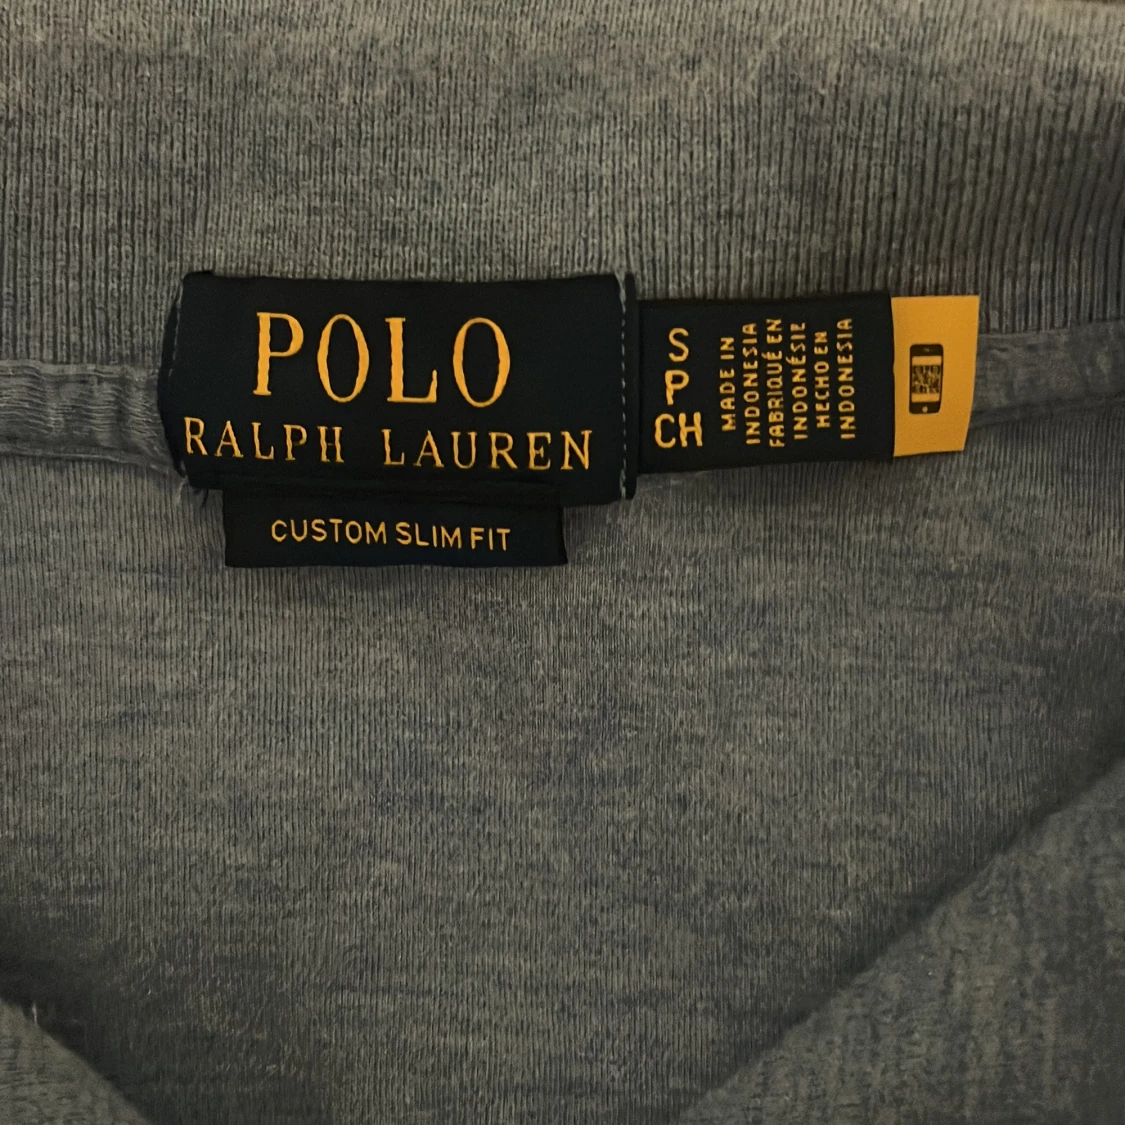 POLO
RALPH LAUREN
CUSTOM SLIM FIT
S
P
CH
MADE IN
INDONESIA
FABRIQUÉ EN
INDONÉSIE
HECHO EN
INDONESIA